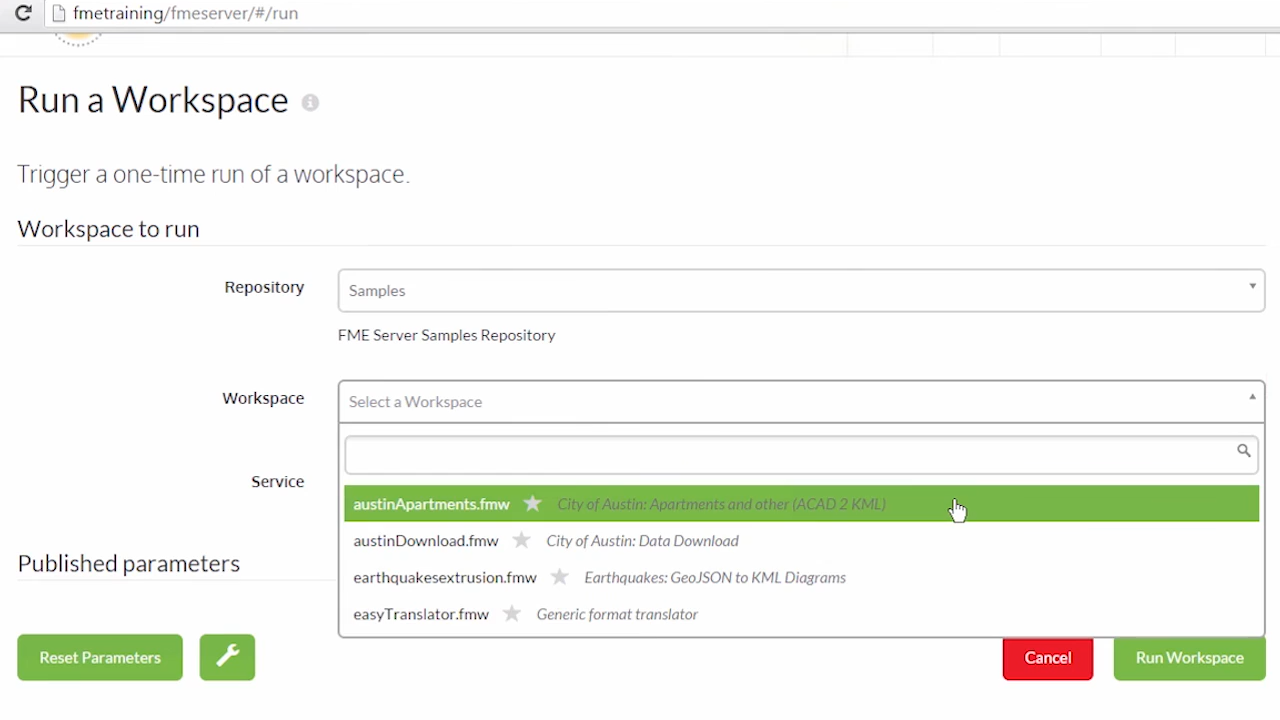 fmetraining/fmeserver/#/run
Run a Workspace
Trigger a one-time run of a workspace.
Workspace to run
Repository
Samples
FME Server Samples Repository
Workspace
Select a Workspace
Service
austinApartments.fmw City of Austin: Apartments and other (ACAD 2 KML)
austinDownload.fmw City of Austin: Data Download
earthquakesextrusion.fmw Earthquakes: GeoJSON to KML Diagrams
easyTranslator.fmw Generic format translator
Published parameters
Reset Parameters
Cancel
Run Workspace